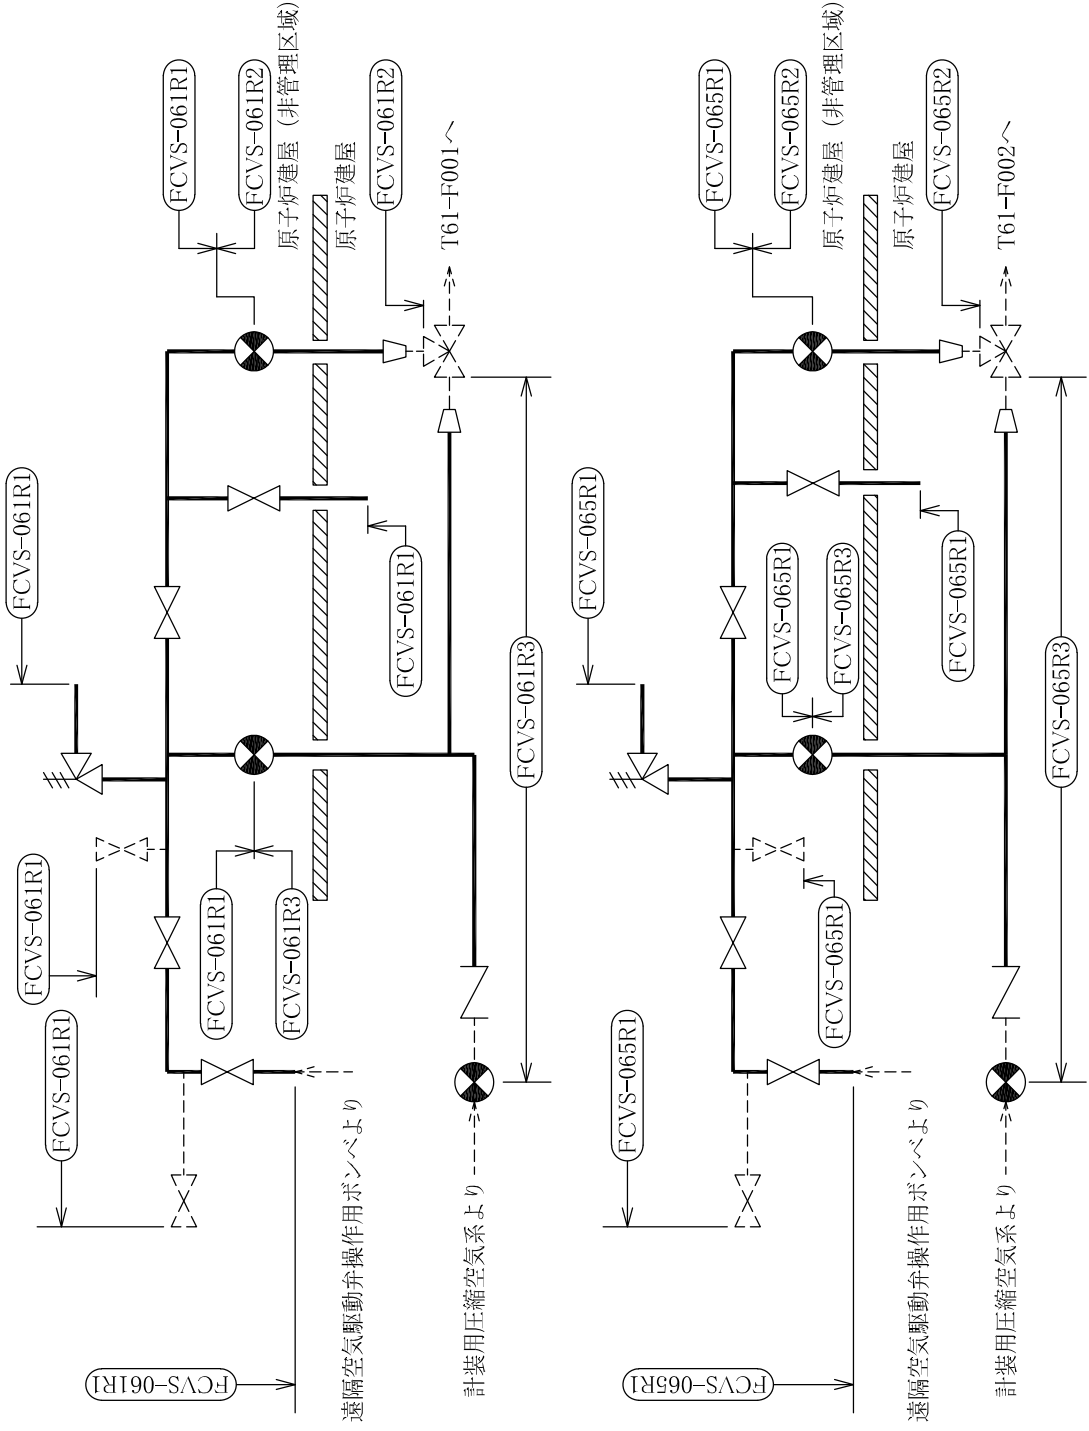 FCVS-061R1
FCVS-061R2
原子炉建屋（非管理区域）
原子炉建屋
FCVS-061R2
T61-F001へ
FCVS-061R1
FCVS-061R1
FCVS-061R3
FCVS-061R1
FCVS-061R1
FCVS-061R3
FCVS-061R1
FCVS-061R1
遠隔空気駆動弁操作用ボンベより
計装用圧縮空気系より
FCVS-065R1
FCVS-065R2
原子炉建屋（非管理区域）
原子炉建屋
FCVS-065R2
T61-F002へ
FCVS-065R1
FCVS-065R1
FCVS-065R3
FCVS-065R1
FCVS-065R3
FCVS-065R1
FCVS-065R1
FCVS-065R1
遠隔空気駆動弁操作用ボンベより
計装用圧縮空気系より